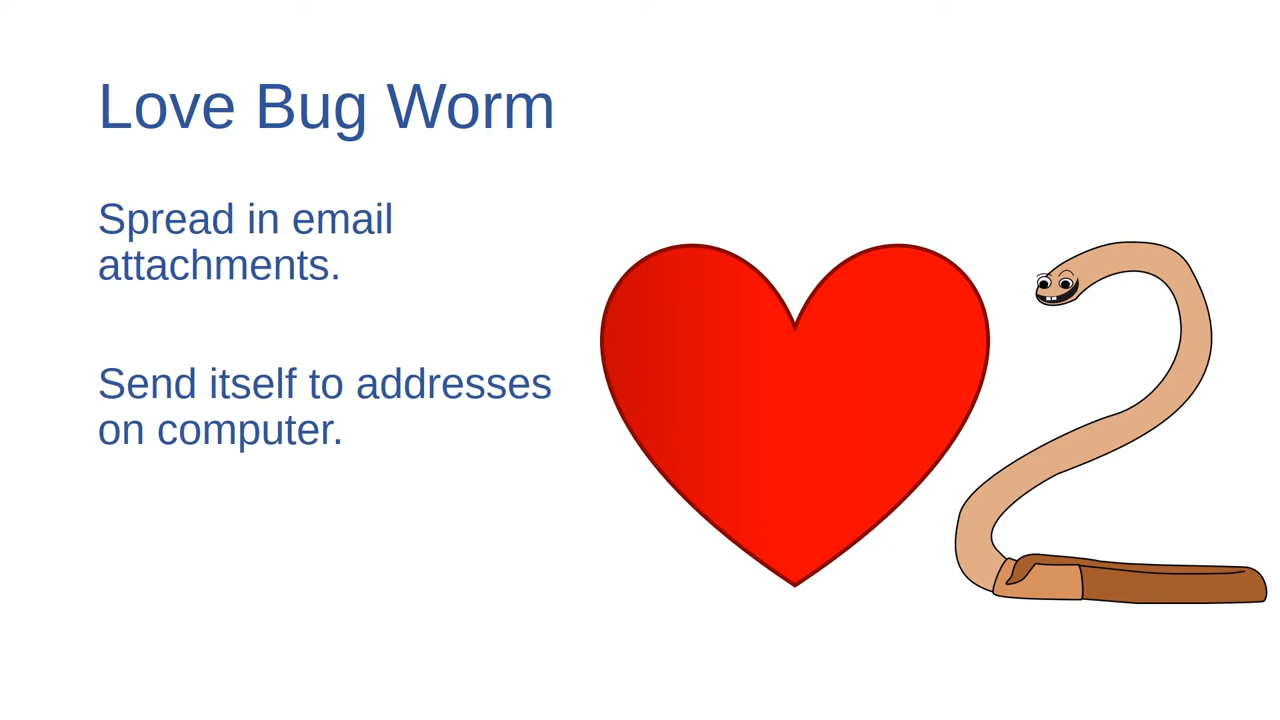 Love Bug Worm
Spread in email
attachments.
Send itself to addresses
on computer.